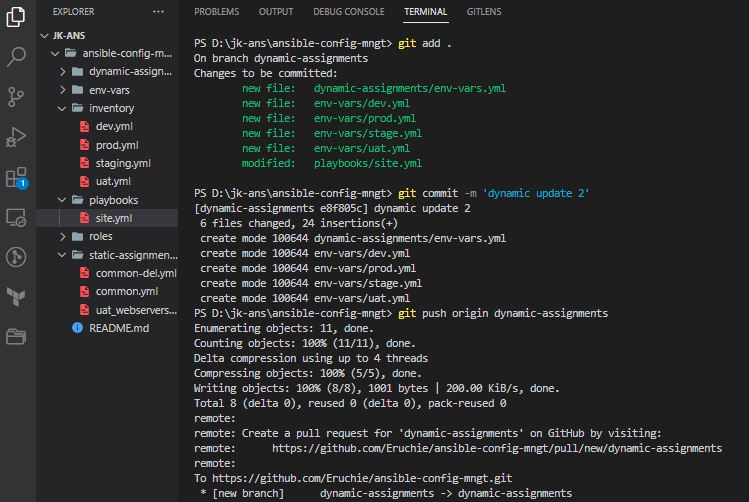 EXPLORER
···
PROBLEMS OUTPUT DEBUG CONSOLE TERMINAL GITLENS
JK-ANS
ansible-config-m...
dynamic-assign...
env-vars
inventory
dev.yml
prod.yml
staging.yml
uat.yml
playbooks
site.yml
roles
static-assignmen...
common-del.yml
common.yml
uat_webservers...
README.md
1
PS D:\jk-ans\ansible-config-mngt> git add .
On branch dynamic-assignments
Changes to be committed:
new file: dynamic-assignments/env-vars.yml
new file: env-vars/dev.yml
new file: env-vars/prod.yml
new file: env-vars/stage.yml
new file: env-vars/uat.yml
modified: playbooks/site.yml
PS D:\jk-ans\ansible-config-mngt> git commit -m 'dynamic update 2'
[dynamic-assignments e8f805c] dynamic update 2
6 files changed, 24 insertions(+)
create mode 100644 dynamic-assignments/env-vars.yml
create mode 100644 env-vars/dev.yml
create mode 100644 env-vars/prod.yml
create mode 100644 env-vars/stage.yml
create mode 100644 env-vars/uat.yml
PS D:\jk-ans\ansible-config-mngt> git push origin dynamic-assignments
Enumerating objects: 11, done.
Counting objects: 100% (11/11), done.
Delta compression using up to 4 threads
Compressing objects: 100% (5/5), done.
Writing objects: 100% (8/8), 1001 bytes | 200.00 KiB/s, done.
Total 8 (delta 0), reused 0 (delta 0), pack-reused 0
remote:
remote: Create a pull request for 'dynamic-assignments' on GitHub by visiting:
remote: https://github.com/Eruchie/ansible-config-mngt/pull/new/dynamic-assignments
remote:
To https://github.com/Eruchie/ansible-config-mngt.git
* [new branch] dynamic-assignments -> dynamic-assignments